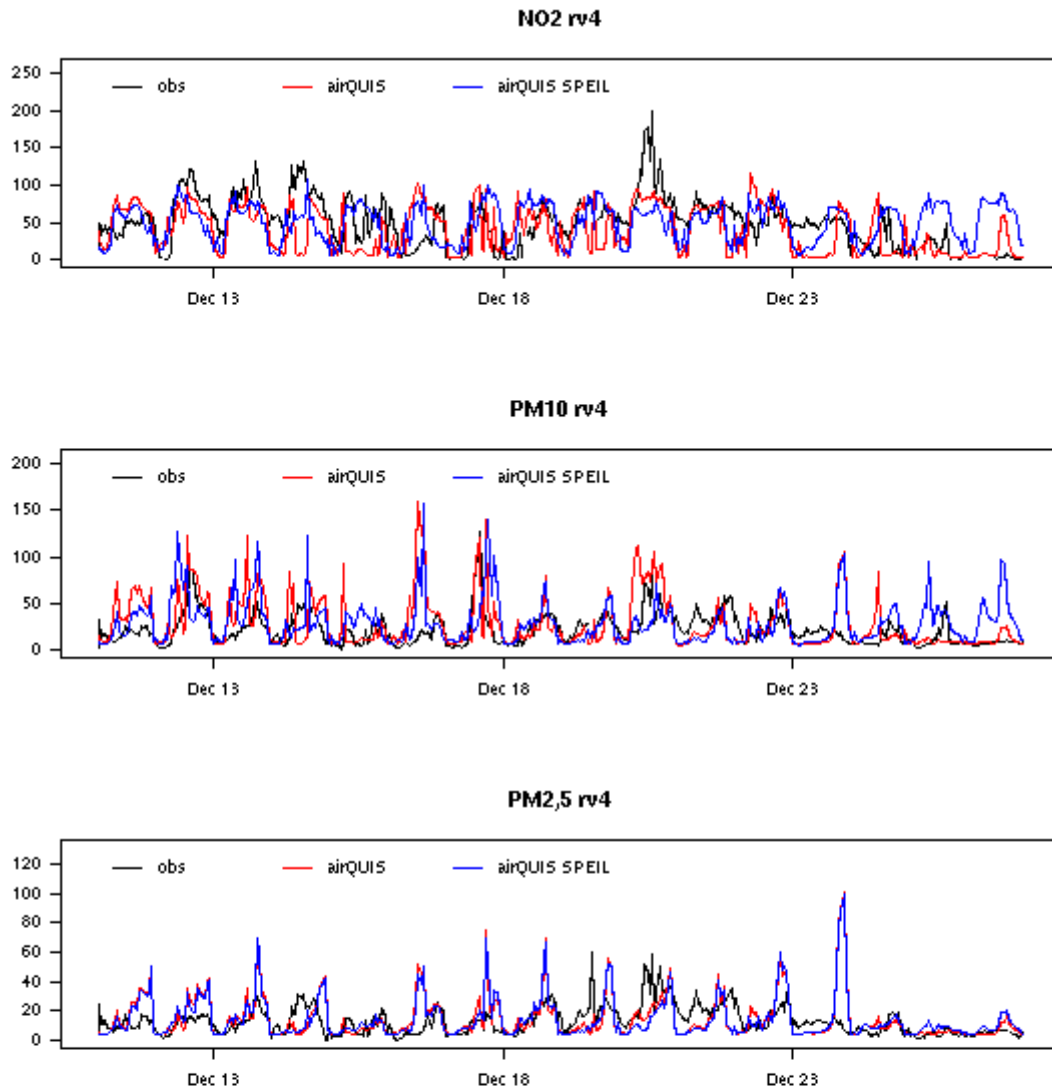 NO2 rv4
250
obs
airQUIS
airQUIS SPEIL
200
150
100
50
0
Dec 13
Dec 18
Dec 23
PM10 rv4
200
obs
airQUIS
airQUIS SPEIL
150
100
50
0
Dec 13
Dec 18
Dec 23
PM2,5 rv4
120
obs
airQUIS
airQUIS SPEIL
100
80
60
40
20
0
Dec 13
Dec 18
Dec 23